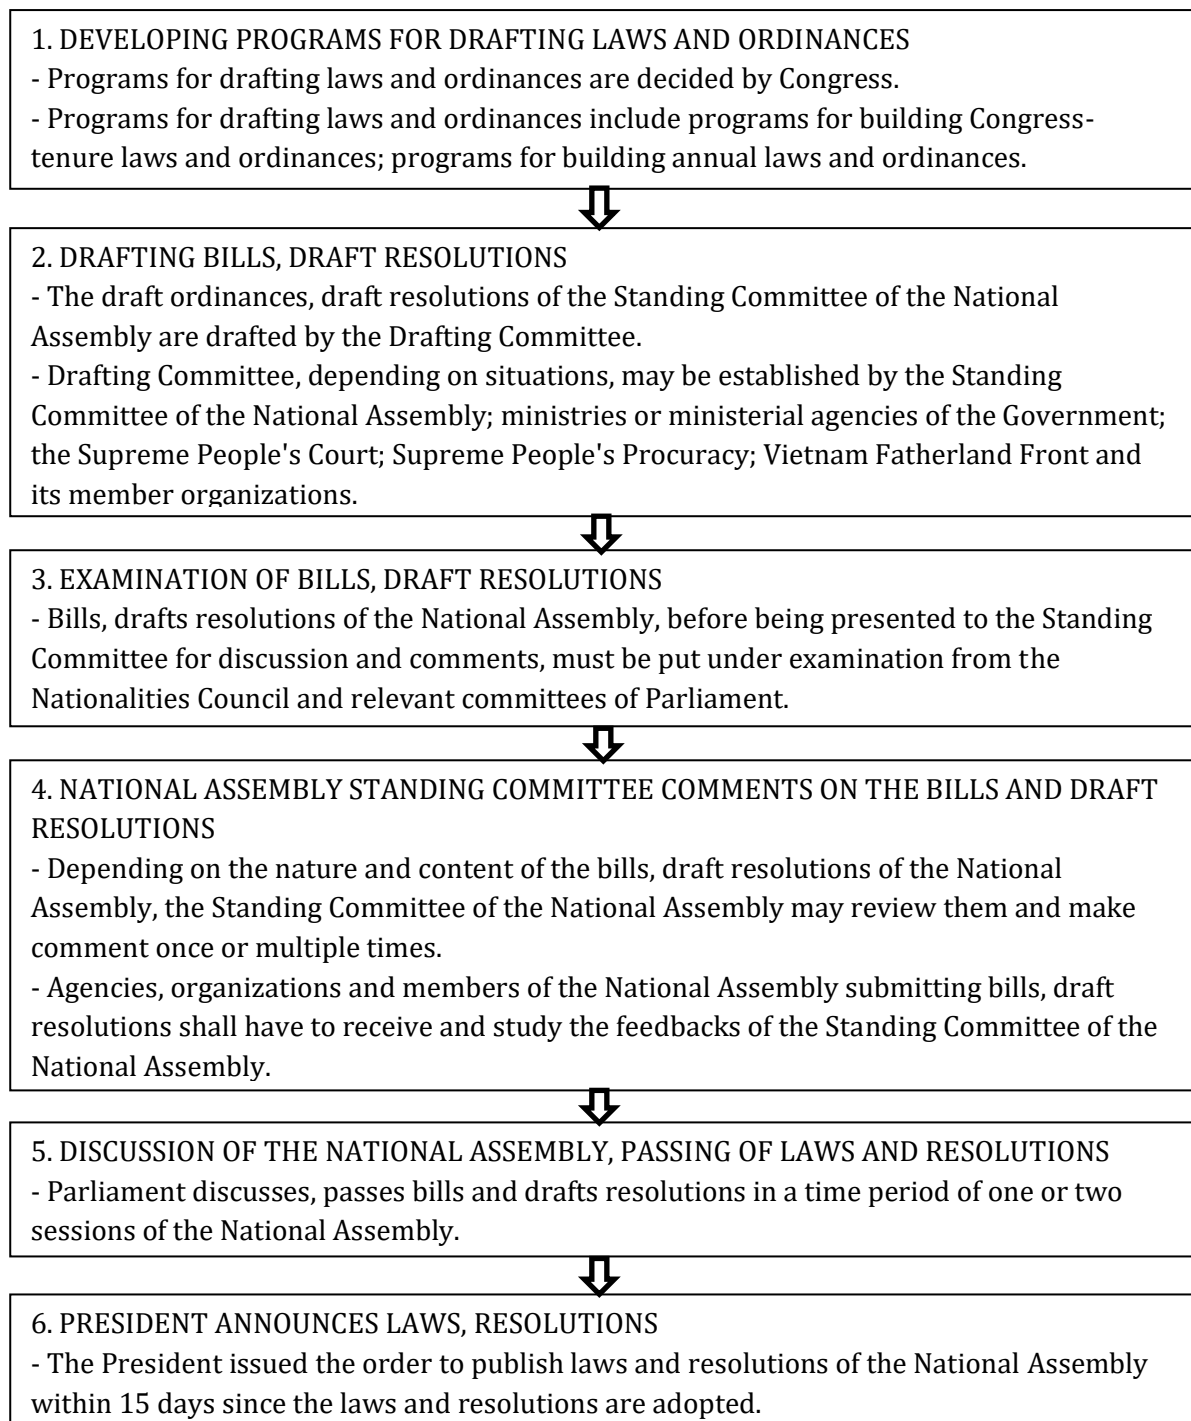 1. DEVELOPING PROGRAMS FOR DRAFTING LAWS AND ORDINANCES
- Programs for drafting laws and ordinances are decided by Congress.
- Programs for drafting laws and ordinances include programs for building Congress-
tenure laws and ordinances; programs for building annual laws and ordinances.
2. DRAFTING BILLS, DRAFT RESOLUTIONS
- The draft ordinances, draft resolutions of the Standing Committee of the National
Assembly are drafted by the Drafting Committee.
- Drafting Committee, depending on situations, may be established by the Standing
Committee of the National Assembly; ministries or ministerial agencies of the Government;
the Supreme People's Court; Supreme People's Procuracy; Vietnam Fatherland Front and
its member organizations.
3. EXAMINATION OF BILLS, DRAFT RESOLUTIONS
- Bills, drafts resolutions of the National Assembly, before being presented to the Standing
Committee for discussion and comments, must be put under examination from the
Nationalities Council and relevant committees of Parliament.
4. NATIONAL ASSEMBLY STANDING COMMITTEE COMMENTS ON THE BILLS AND DRAFT
RESOLUTIONS
- Depending on the nature and content of the bills, draft resolutions of the National
Assembly, the Standing Committee of the National Assembly may review them and make
comment once or multiple times.
- Agencies, organizations and members of the National Assembly submitting bills, draft
resolutions shall have to receive and study the feedbacks of the Standing Committee of the
National Assembly.
5. DISCUSSION OF THE NATIONAL ASSEMBLY, PASSING OF LAWS AND RESOLUTIONS
- Parliament discusses, passes bills and drafts resolutions in a time period of one or two
sessions of the National Assembly.
6. PRESIDENT ANNOUNCES LAWS, RESOLUTIONS
- The President issued the order to publish laws and resolutions of the National Assembly
within 15 days since the laws and resolutions are adopted.